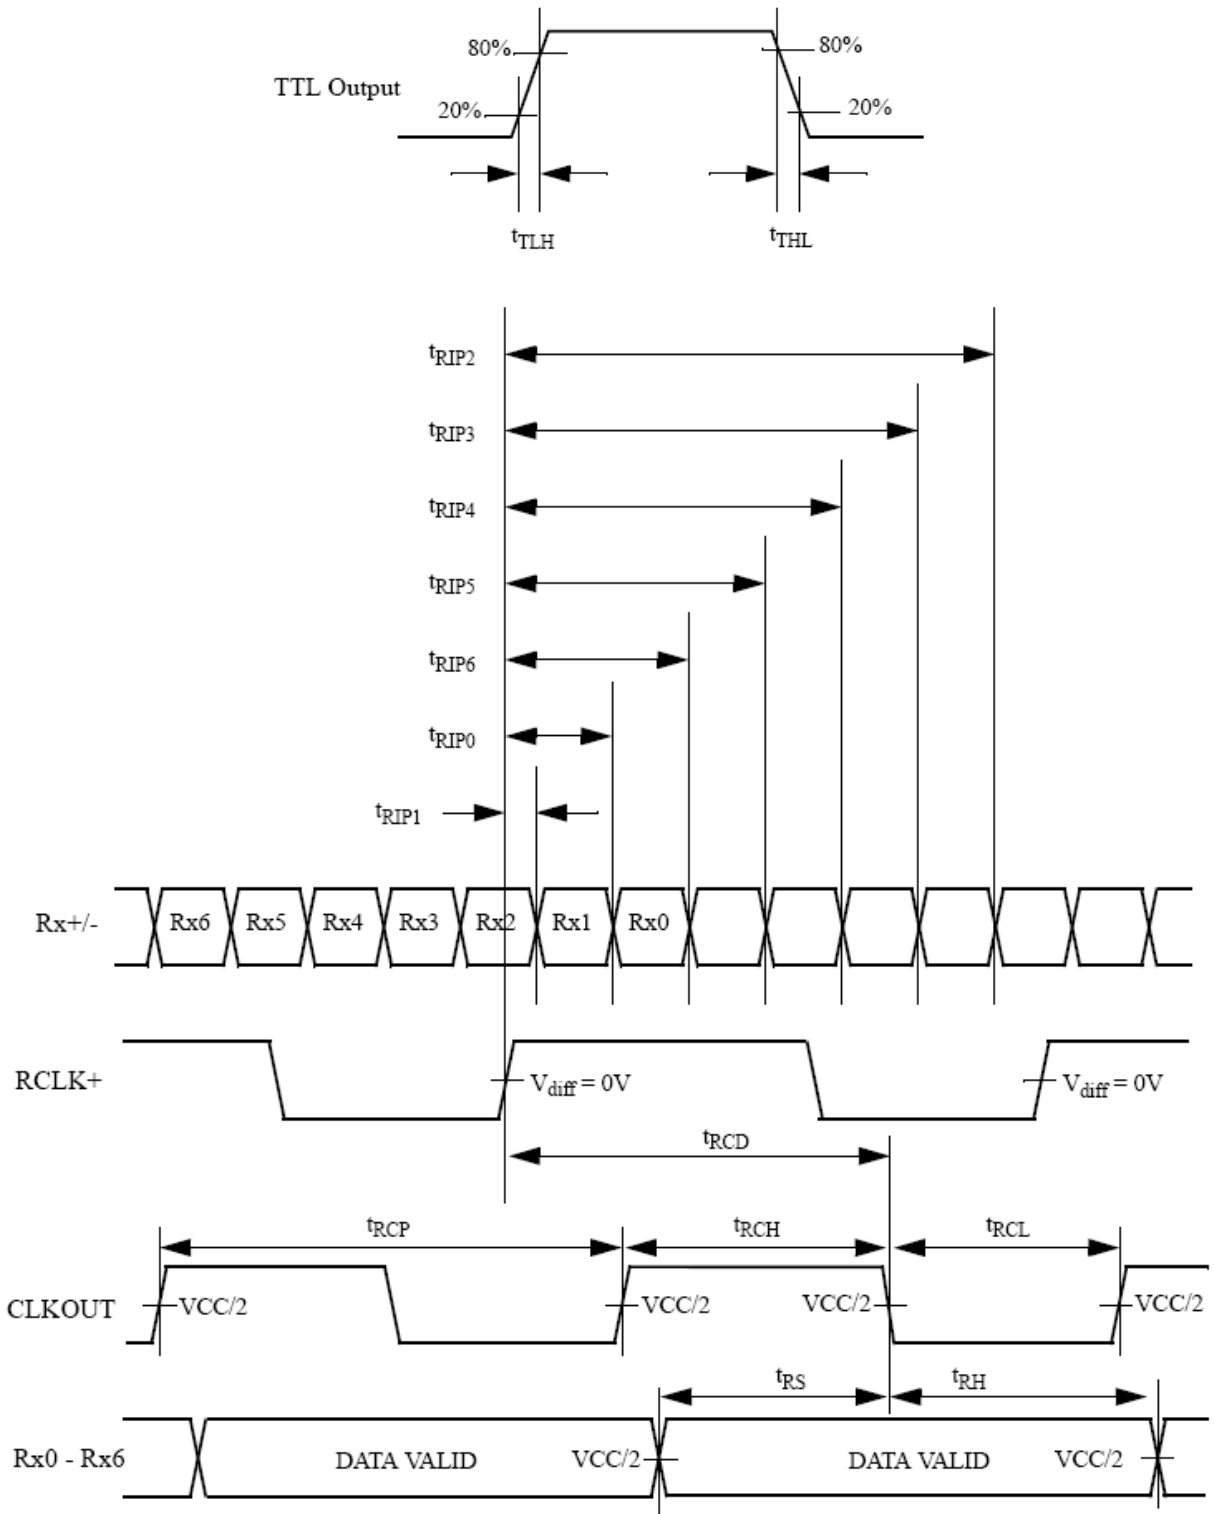 80% 80%
TTL Output
20% 20%
tTLH tTHL
tRIP2
tRIP3
tRIP4
tRIP5
tRIP6
tRIP0
tRIP1
Rx+/- Rx6 Rx5 Rx4 Rx3 Rx2 Rx1 Rx0
RCLK+ Vdiff = 0V Vdiff = 0V
tRCD
tRCP tRCH tRCL
CLKOUT VCC/2 VCC/2 VCC/2 VCC/2
tRS tRH
Rx0 - Rx6 DATA VALID VCC/2 DATA VALID VCC/2